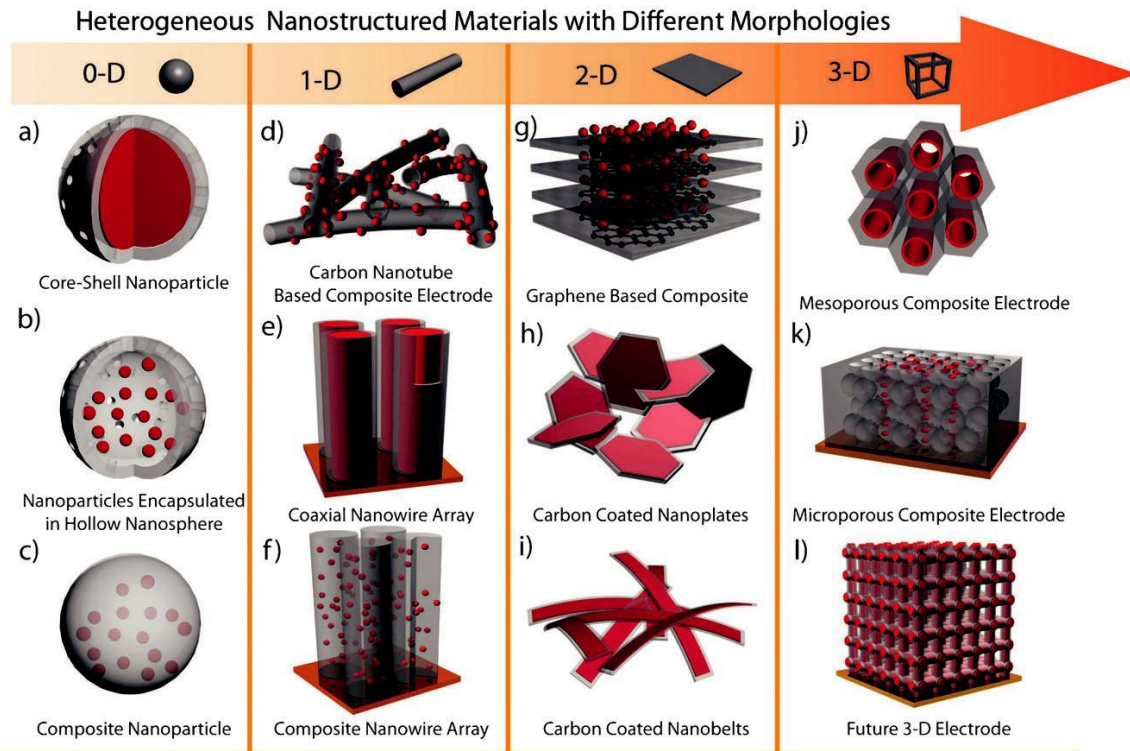 Heterogeneous Nanostructured Materials with Different Morphologies
0-D
1-D
2-D
3-D
a)
Core-Shell Nanoparticle
b)
Nanoparticles Encapsulated
in Hollow Nanosphere
c)
Composite Nanoparticle
d)
Carbon Nanotube
Based Composite Electrode
e)
Coaxial Nanowire Array
f)
Composite Nanowire Array
g)
Graphene Based Composite
h)
Carbon Coated Nanoplates
i)
Carbon Coated Nanobelts
j)
Mesoporous Composite Electrode
k)
Microporous Composite Electrode
l)
Future 3-D Electrode